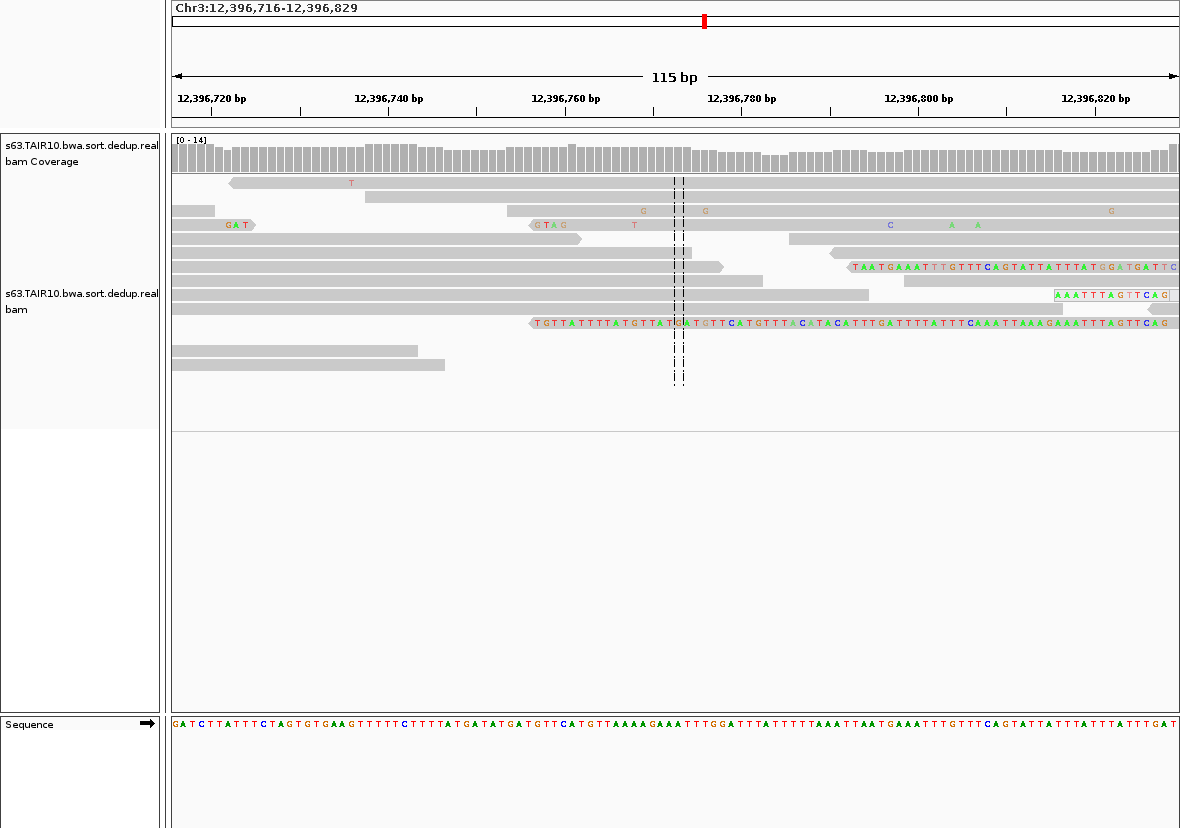 Chr3:12,396,716-12,396,829
115 bp
12,396,720 bp 12,396,740 bp 12,396,760 bp 12,396,780 bp 12,396,800 bp 12,396,820 bp
s63.TAIR10.bwa.sort.dedup.real
bam Coverage
[0 - 14]
T
G G G
GAT GTAG T C A A
TAATGAAATTTGTTTCAGTATTATTTATGGATGATTC
s63.TAIR10.bwa.sort.dedup.real
bam
AAATTTAGTTCAG
TGTTATTTTATGTTATGATGTTCATGTTTACATACATTTGATTTTATTTCAAATTAAAGAAATTTAGTTCAG
Sequence
GATCTTATTTCTAGTGTGAAGTTTTTCTTTTATGATATGATGTTCATGTTAAAAGAAATTTGGATTTATTTTTAAATTAATGAAATTTGTTTCAGTATTATTTATTTATTTGAT